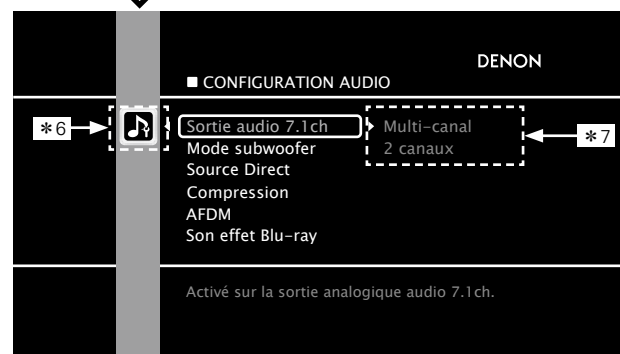 DENON
■ CONFIGURATION AUDIO
*6
Sortie audio 7.1ch
Multi-canal
*7
Mode subwoofer
2 canaux
Source Direct
Compression
AFDM
Son effet Blu-ray
Activé sur la sortie analogique audio 7.1ch.